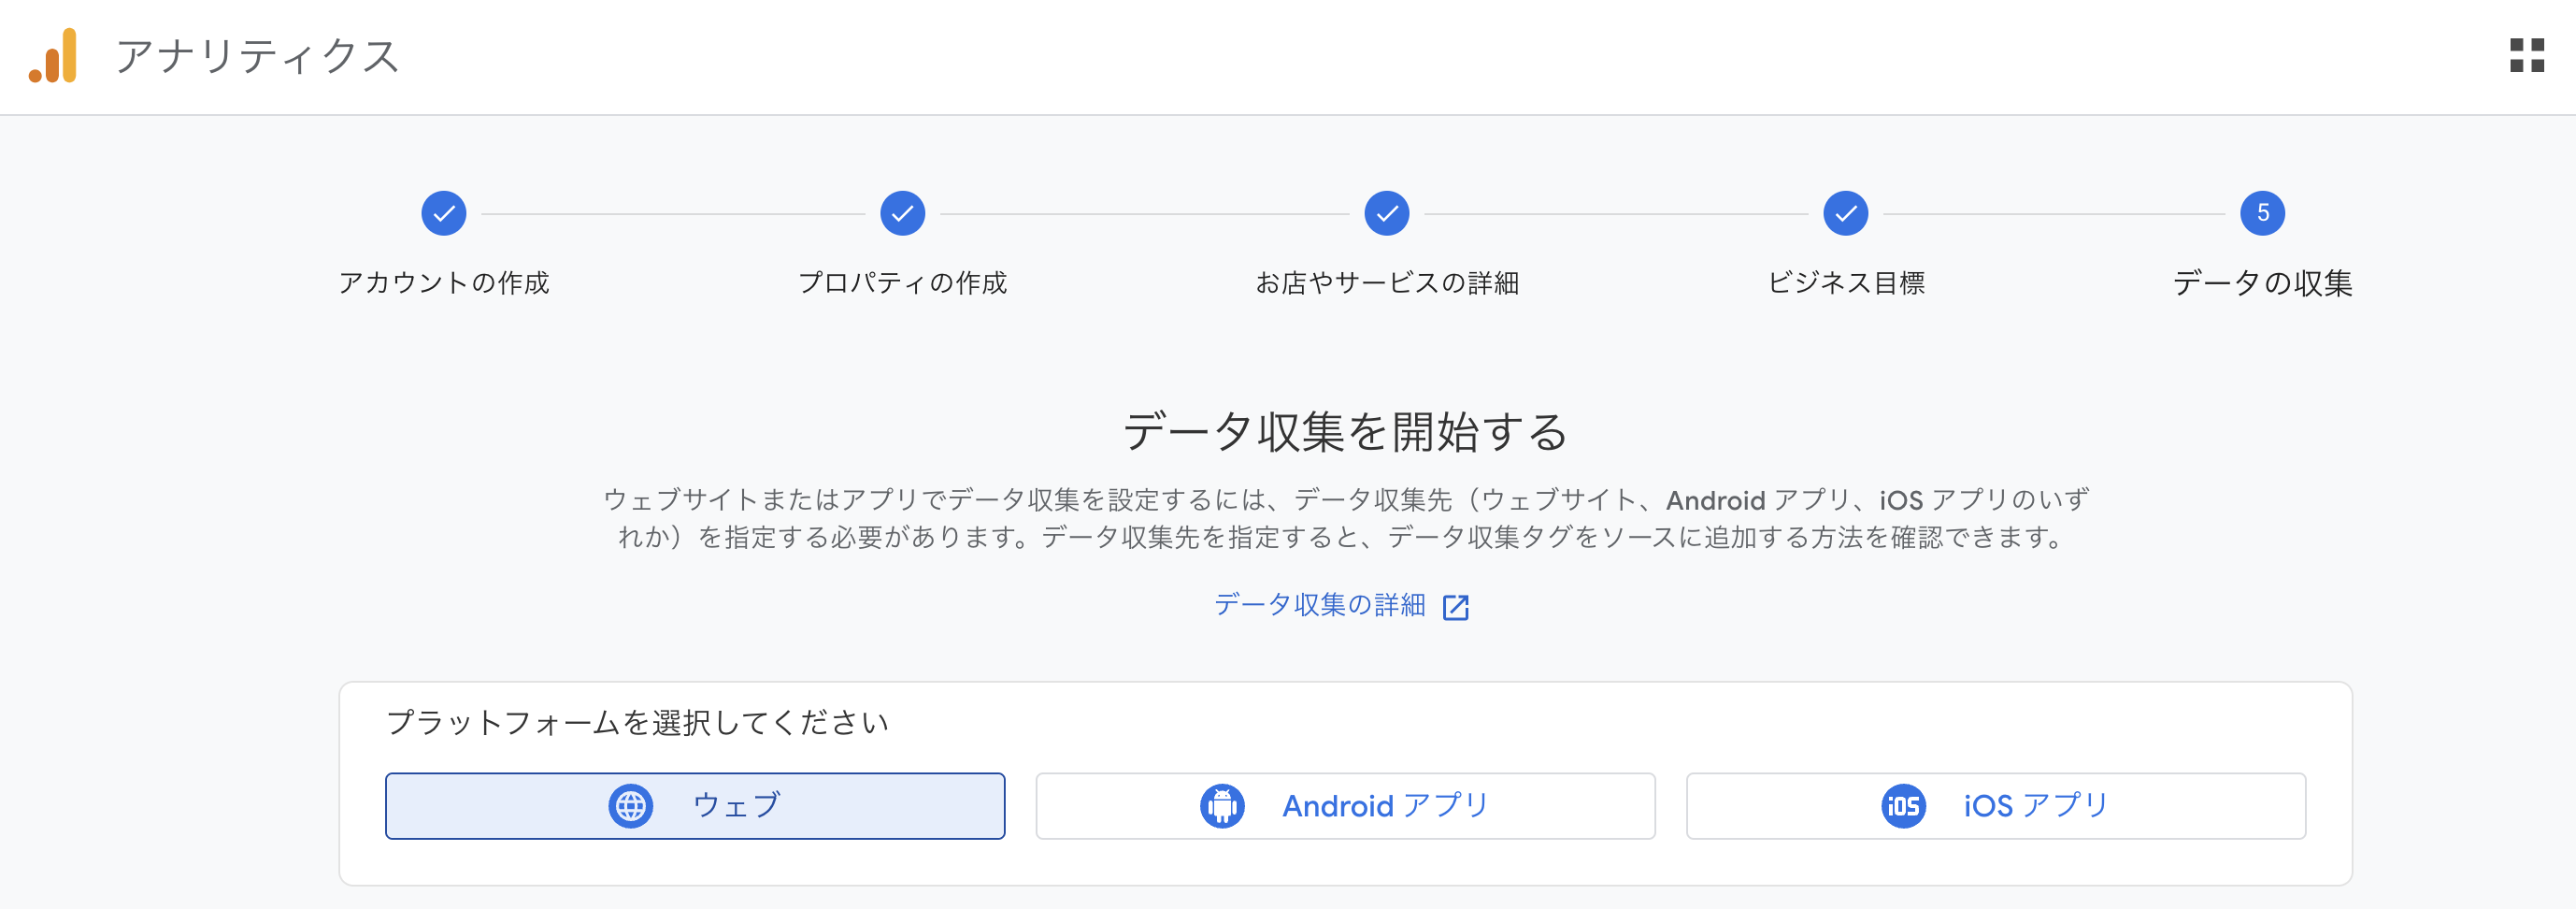 アナリティクス
5
アカウントの作成
プロパティの作成
お店やサービスの詳細
ビジネス目標
データの収集
データ収集を開始する
ウェブサイトまたはアプリでデータ収集を設定するには、データ収集先（ウェブサイト、Android アプリ、iOS アプリのいず
れか）を指定する必要があります。データ収集先を指定すると、データ収集タグをソースに追加する方法を確認できます。
データ収集の詳細
プラットフォームを選択してください
ウェブ
Android アプリ
iOS iOS アプリ